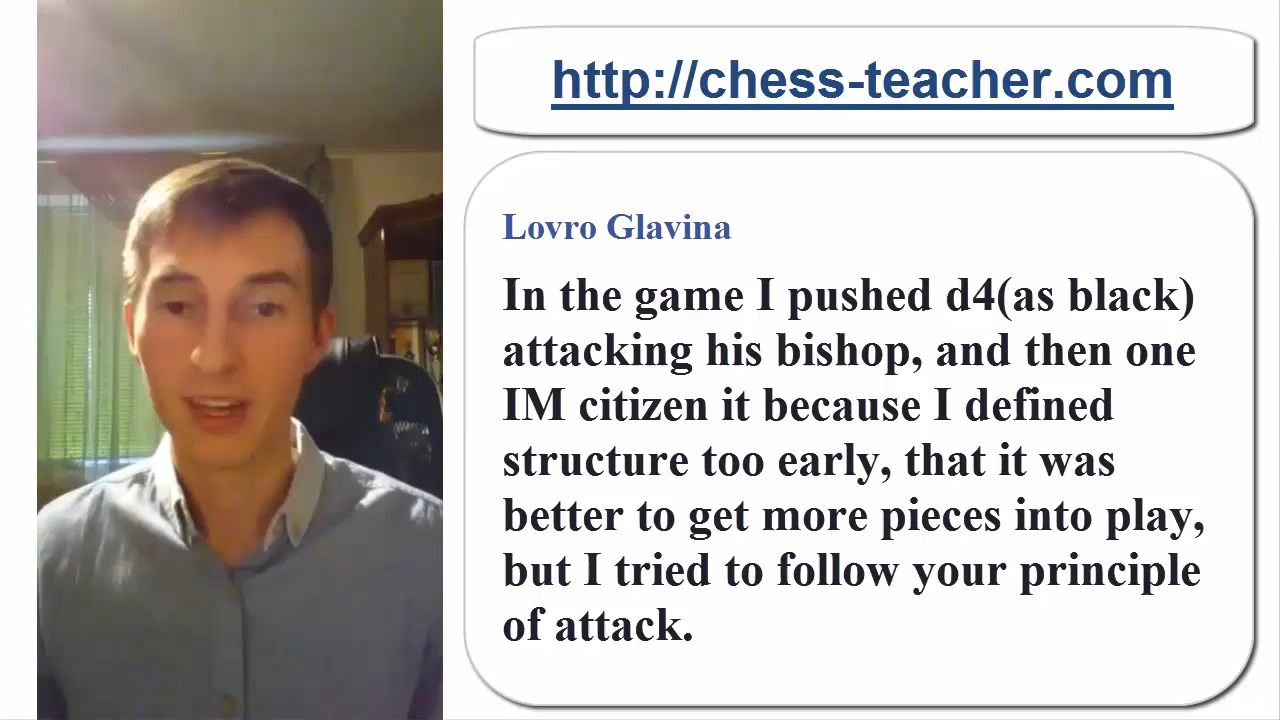 http://chess-teacher.com
Lovro Glavina
In the game I pushed d4(as black)
attacking his bishop, and then one
IM citizen it because I defined
structure too early, that it was
better to get more pieces into play,
but I tried to follow your principle
of attack.